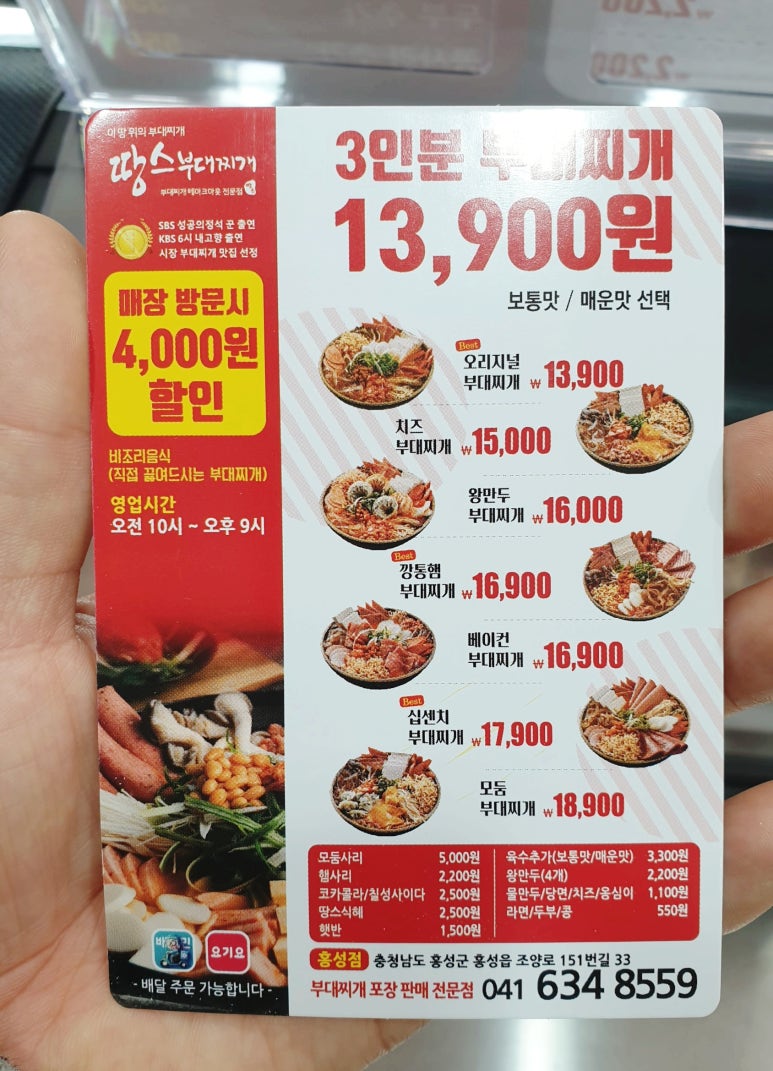 이 땅 위의 부대찌개
땅스부대찌개
부대찌개 테이크아웃 전문점
SBS 성공의정석 꾼 출연
KBS 6시 내고향 출연
시장 부대찌개 맛집 선정
매장 방문시
4,000원
할인
비조리음식
(직접 끓여드시는 부대찌개)
영업시간
오전 10시 ~ 오후 9시
요기요
- 배달 주문 가능합니다 -
3인분 부대찌개
13,900원
보통맛 / 매운맛 선택
Best
오리지널
부대찌개 ₩13,900
치즈
부대찌개 ₩15,000
왕만두
부대찌개 ₩16,000
Best
깡통햄
부대찌개 ₩16,900
베이컨
부대찌개 ₩16,900
Best
십센치
부대찌개 ₩17,900
모둠
부대찌개 ₩18,900
모둠사리 5,000원
햄사리 2,200원
코카콜라/칠성사이다 2,500원
땅스식혜 2,500원
햇반 1,500원
육수추가(보통맛/매운맛) 3,300원
왕만두(4개) 2,200원
물만두/당면/치즈/옹심이 1,100원
라면/두부/콩 550원
홍성점 충청남도 홍성군 홍성읍 조양로 151번길 33
부대찌개 포장 판매 전문점 041 634 8559